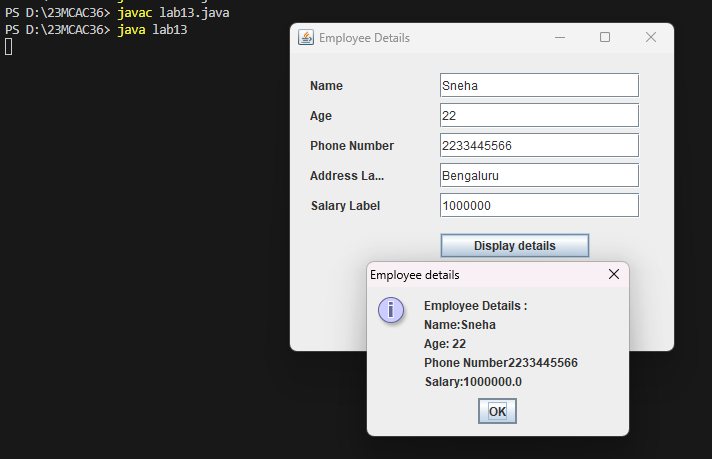 PS D:\23MCAC36> javac lab13.java
PS D:\23MCAC36> java lab13
Employee Details
Name Sneha
Age 22
Phone Number 2233445566
Address La... Bengaluru
Salary Label 1000000
Display details
Employee details
Employee Details :
Name:Sneha
Age: 22
Phone Number2233445566
Salary:1000000.0
OK